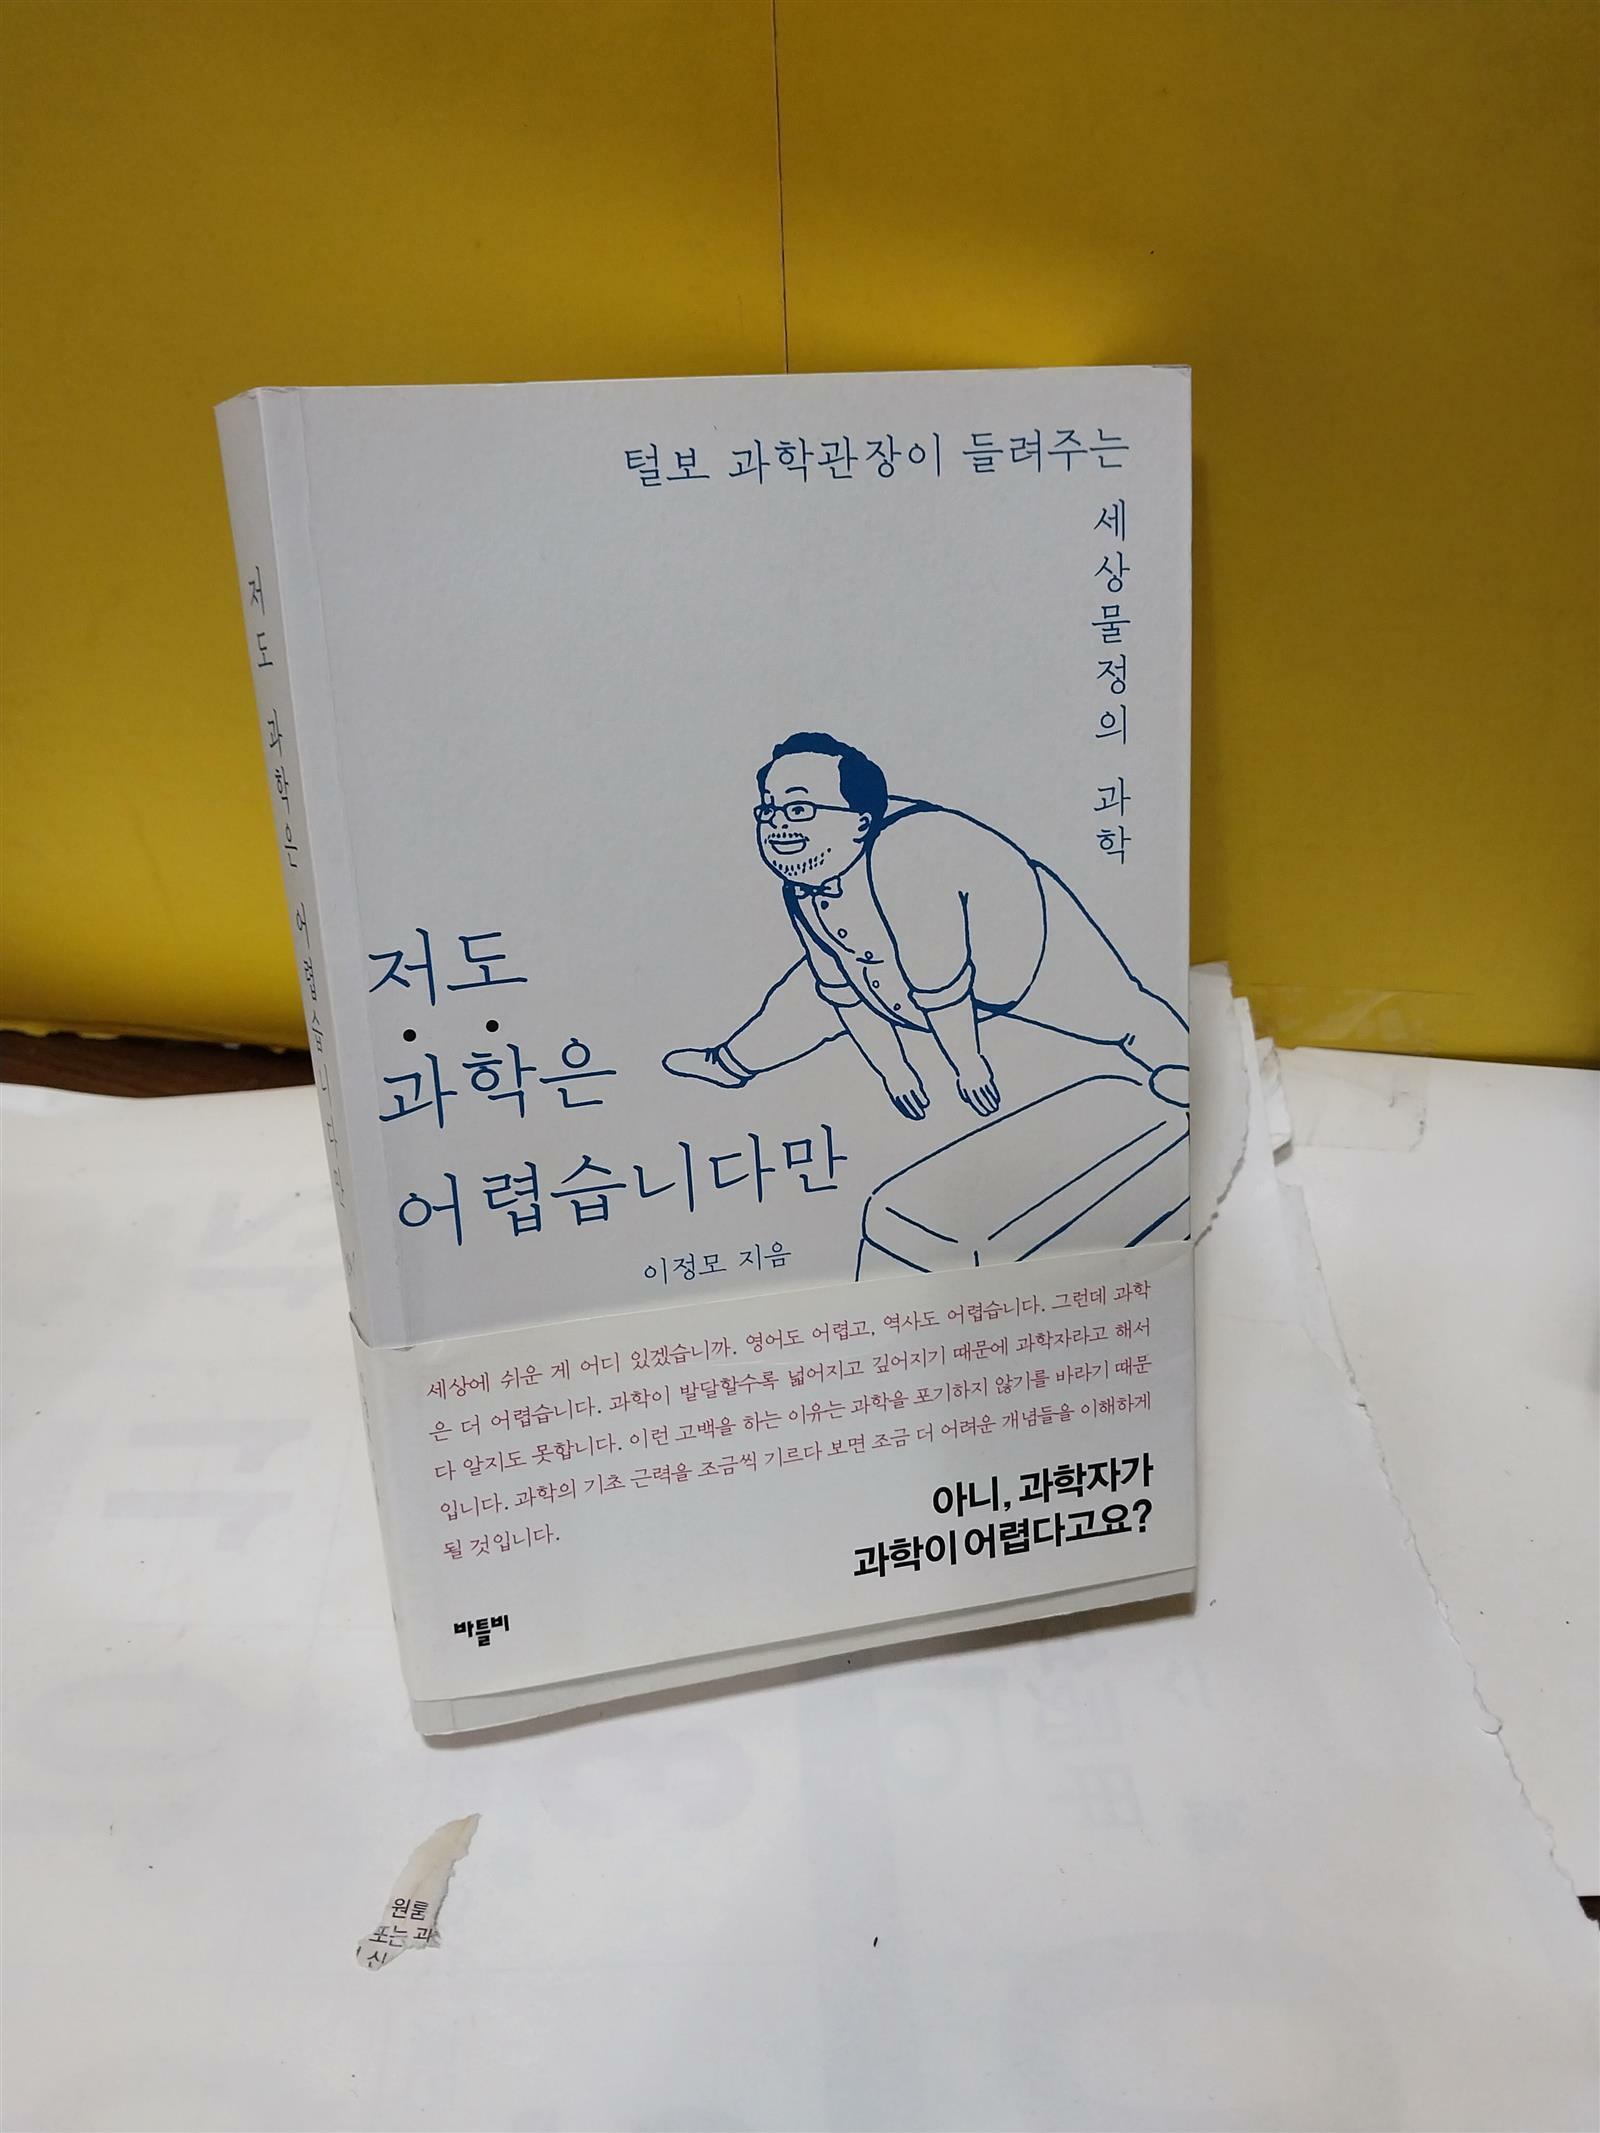 털보 과학관장이 들려주는
세상물정의 과학
저도
과학은
어렵습니다만
이정모 지음
저도 과학은 어렵습니다만
세상에 쉬운 게 어디 있겠습니까. 영어도 어렵고, 역사도 어렵습니다. 그런데 과학
은 더 어렵습니다. 과학이 발달할수록 넓어지고 깊어지기 때문에 과학자라고 해서
다 알지도 못합니다. 이런 고백을 하는 이유는 과학을 포기하지 않기를 바라기 때문
입니다. 과학의 기초 근력을 조금씩 기르다 보면 조금 더 어려운 개념들을 이해하게
될 것입니다.
아니, 과학자가
과학이 어렵다고요?
바틀비
원룸
또는 과
신